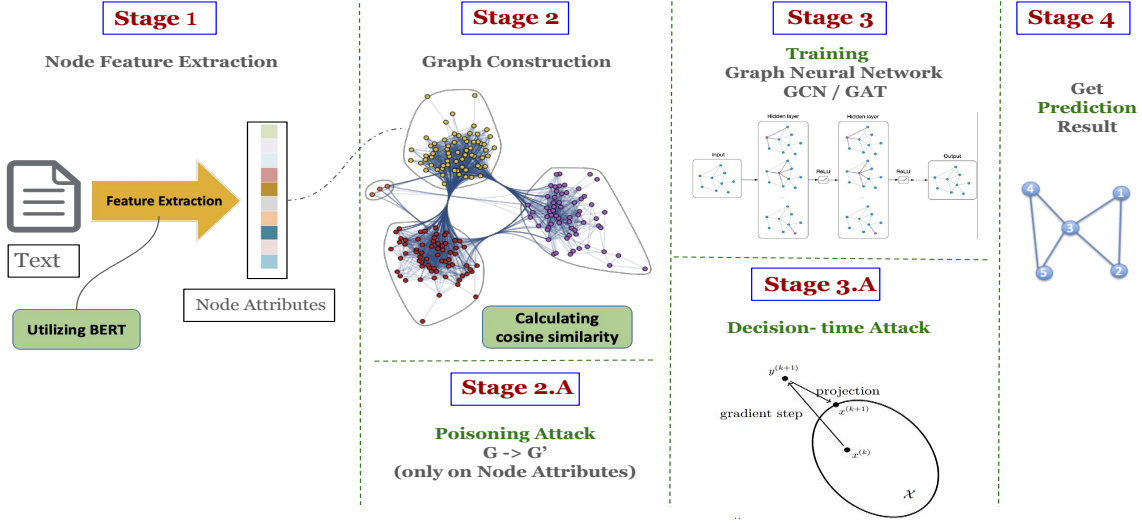 Stage 1
Node Feature Extraction
Feature Extraction
Text
Node Attributes
Utilizing BERT
Stage 2
Graph Construction
Calculating
cosine similarity
Stage 2.A
Poisoning Attack
G -> G’
(only on Node Attributes)
Stage 3
Training
Graph Neural Network
GCN / GAT
Hidden layer
Hidden layer
Input
Output
ReLU
ReLU
Stage 3.A
Decision- time Attack
y(k+1)
projection
x(k+1)
gradient step
x(k)
𝒳
Stage 4
Get
Prediction
Result
4
1
3
5
2